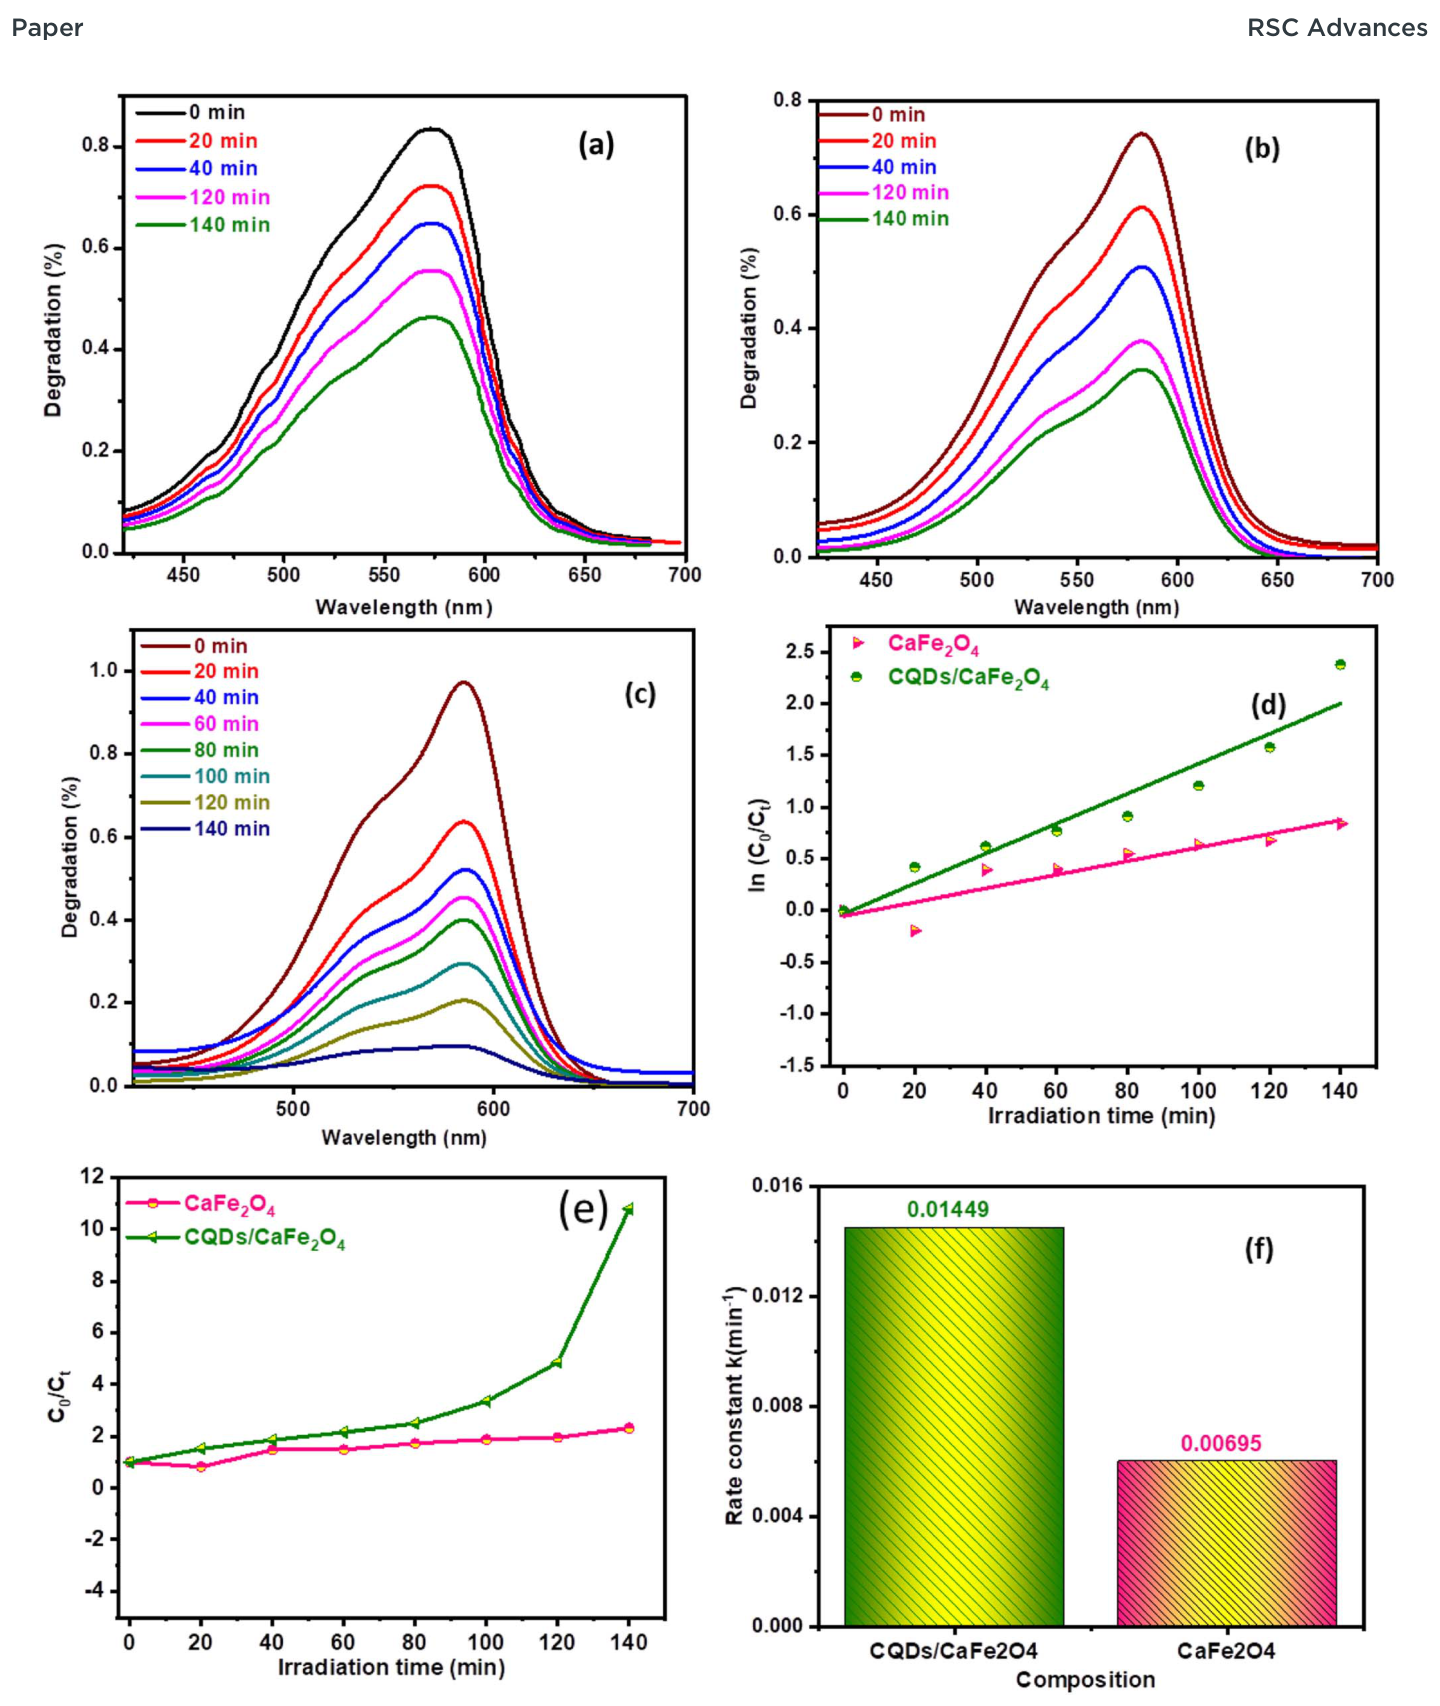 Paper
RSC Advances
0 min
20 min
40 min
120 min
140 min
(a)
0.8
0.6
0.4
0.2
0.0
Degradation (%)
450 500 550 600 650 700
Wavelength (nm)
0 min
20 min
40 min
120 min
140 min
(b)
0.8
0.6
0.4
0.2
0.0
Degradation (%)
450 500 550 600 650 700
Wavelength (nm)
0 min
20 min
40 min
60 min
80 min
100 min
120 min
140 min
(c)
1.0
0.8
0.6
0.4
0.2
0.0
Degradation (%)
500 600 700
Wavelength (nm)
CaFe₂O₄
CQDs/CaFe₂O₄
(d)
2.5
2.0
1.5
1.0
0.5
0.0
-0.5
-1.0
-1.5
ln (C₀/Cₜ)
0 20 40 60 80 100 120 140
Irradiation time (min)
CaFe₂O₄
CQDs/CaFe₂O₄
(e)
12
10
8
6
4
2
0
-2
-4
C₀/Cₜ
0 20 40 60 80 100 120 140
Irradiation time (min)
0.01449
(f)
0.00695
0.016
0.012
0.008
0.004
0.000
Rate constant k(min⁻¹)
CQDs/CaFe2O4 CaFe2O4
Composition